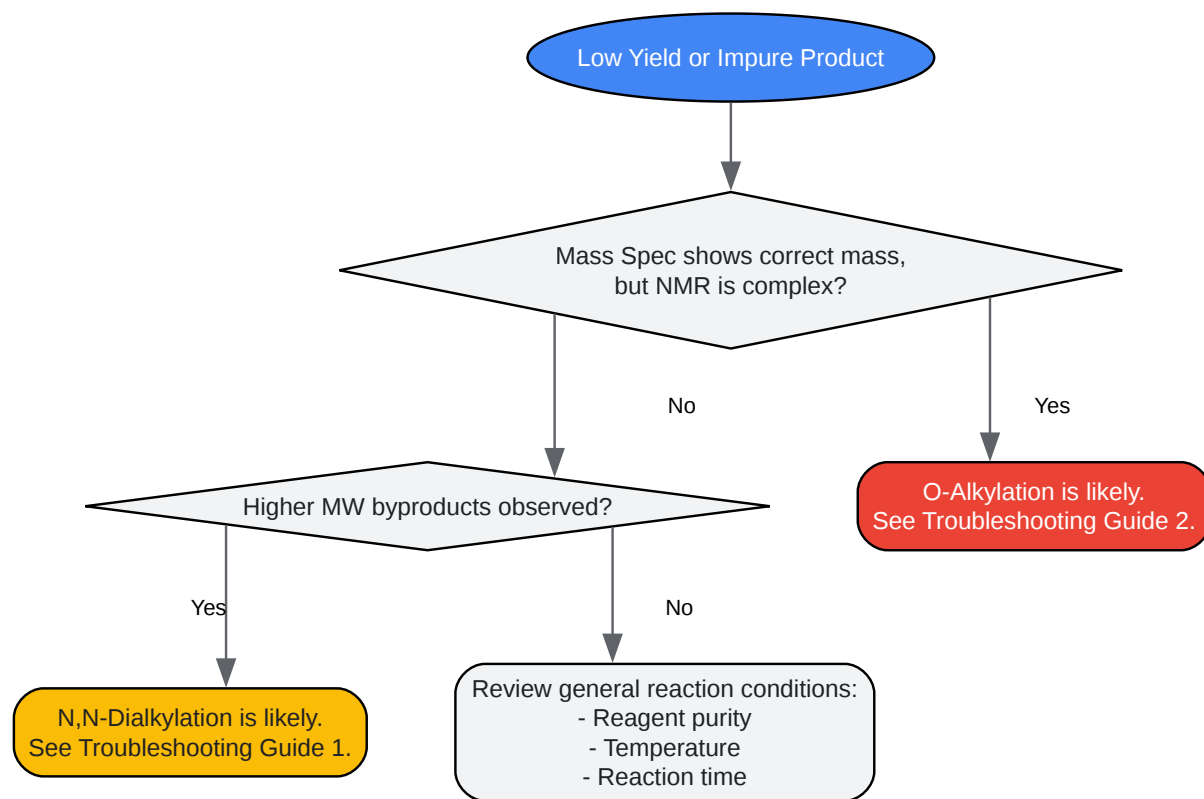 Low Yield or Impure Product
Mass Spec shows correct mass,
but NMR is complex?
No
Yes
Higher MW byproducts observed?
O-Alkylation is likely.
See Troubleshooting Guide 2.
Yes
No
N,N-Dialkylation is likely.
See Troubleshooting Guide 1.
Review general reaction conditions:
- Reagent purity
- Temperature
- Reaction time